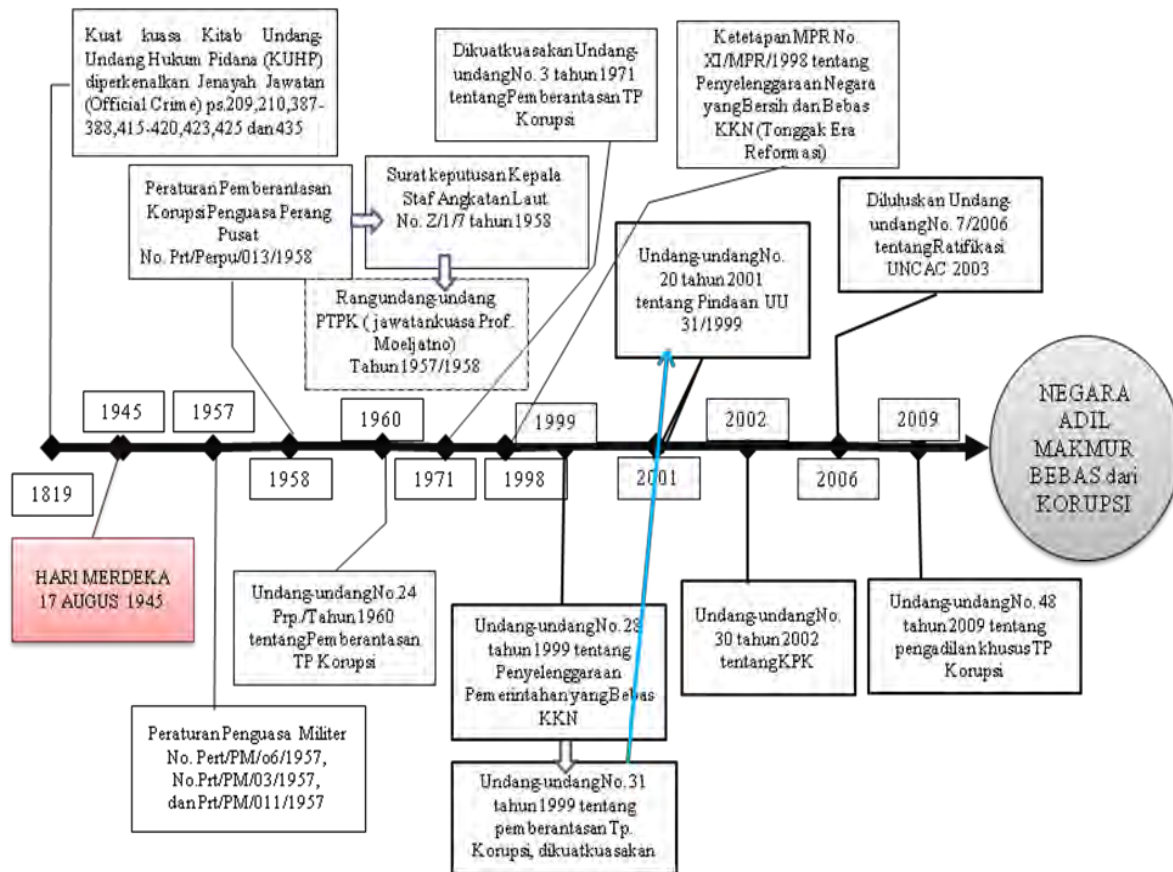 Kuat kuasa Kitab Undang-
Undang Hukum Pidana (KUHP)
diperkenalkan Jenayah Jawatan
(Official Crime) ps.209,210,387-
388,415-420,423,425 dan 435
Dikuatkuasakan Undang-
undang No. 3 tahun 1971
tentang Pemberantasan TP
Korupsi
Ketetapan MPR No.
XI/MPR/1998 tentang
Penyelenggaraan Negara
yang Bersih dan Bebas
KKN (Tonggak Era
Reformasi)
Peraturan Pemberantasan
Korupsi Penguasa Perang
Pusat
No. Prt/Perpu/013/1958
Surat keputusan Kepala
Staf Angkatan Laut
No. Z/1/7 tahun 1958
Rangundang-undang
PTPK ( jawatankuasa Prof.
Moeljatno)
Tahun 1957/1958
Undang-undang No.
20 tahun 2001
tentang Pindaan UU
31/1999
Diluluskan Undang-
undang No. 7/2006
tentang Ratifikasi
UNCAC 2003
1945
1957
1960
1999
2002
2009
1819
1958
1971
1998
2001
2006
NEGARA
ADIL
MAKMUR
BEBAS dari
KORUPSI
HARI MERDEKA
17 AUGUS 1945
Undang-undang No.24
Prp./Tahun 1960
tentang Pemberantasan
TP Korupsi
Undang-undang No. 28
tahun 1999 tentang
Penyelenggaraan
Pemerintahan yang Bebas
KKN
Undang-undang No.
30 tahun 2002
tentang KPK
Undang-undang No. 48
tahun 2009 tentang
pengadilan khusus TP
Korupsi
Peraturan Penguasa Militer
No. Pert/PM/o6/1957,
No.Prt/PM/03/1957,
dan Prt/PM/011/1957
Undang-undang No. 31
tahun 1999 tentang
pemberantasan Tp.
Korupsi, dikuatkuasakan